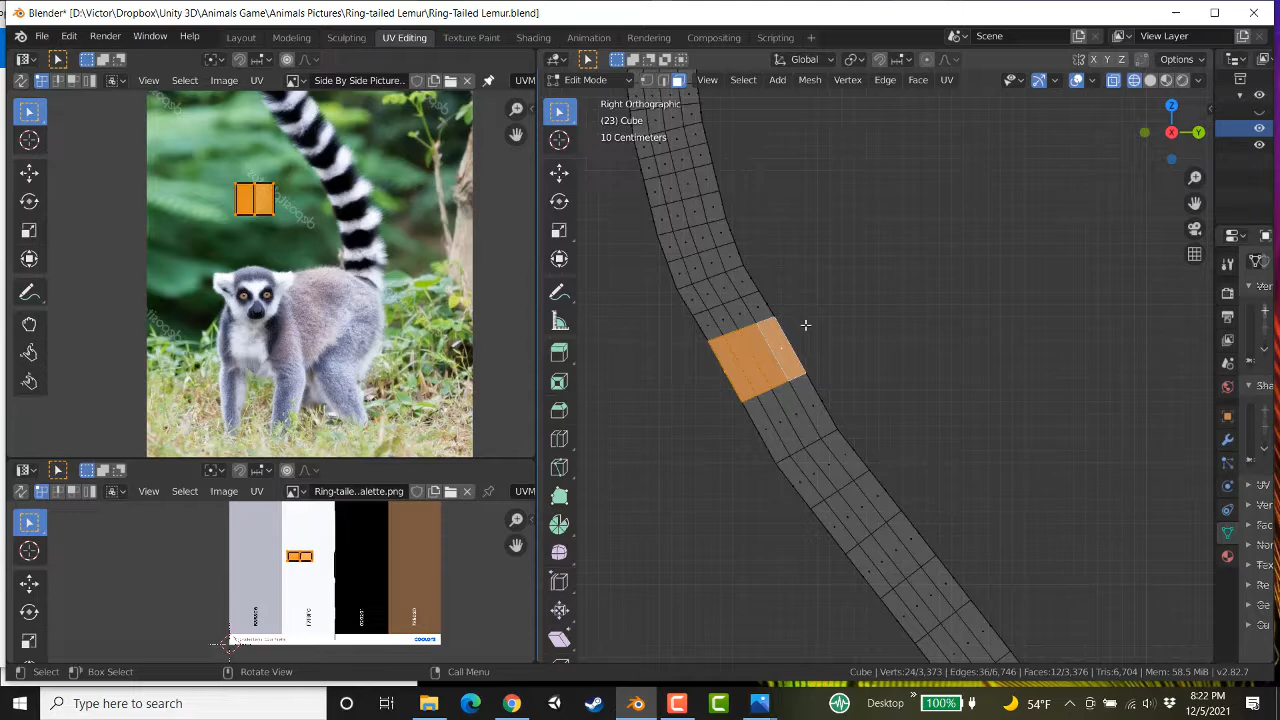 Blender* [D:\Victor\Dropbox\Unity 3D\Animals Game\Animals Pictures\Ring-tailed Lemur\Ring-Tailed Lemur.blend]
File Edit Render Window Help Layout Modeling Sculpting UV Editing Texture Paint Shading Animation Rendering Compositing Scripting + Scene View Layer
Global X Y Z Options
View Select Image UV Side By Side Picture... UVM
Edit Mode View Select Add Mesh Vertex Edge Face UV
Right Orthographic
(23) Cube
10 Centimeters
Z
X
Y
depositphotos
View Select Image UV Ring-taile..alette.png UVM
COOLORS
Select Box Select Rotate View Call Menu
Cube | Verts:24/3,373 | Edges:36/6,746 | Faces:12/3,376 | Tris:6,704 | Mem: 58.5 MiB | v2.82.7
Type here to search
Desktop
100%
54°F
8:22 PM
12/5/2021
12